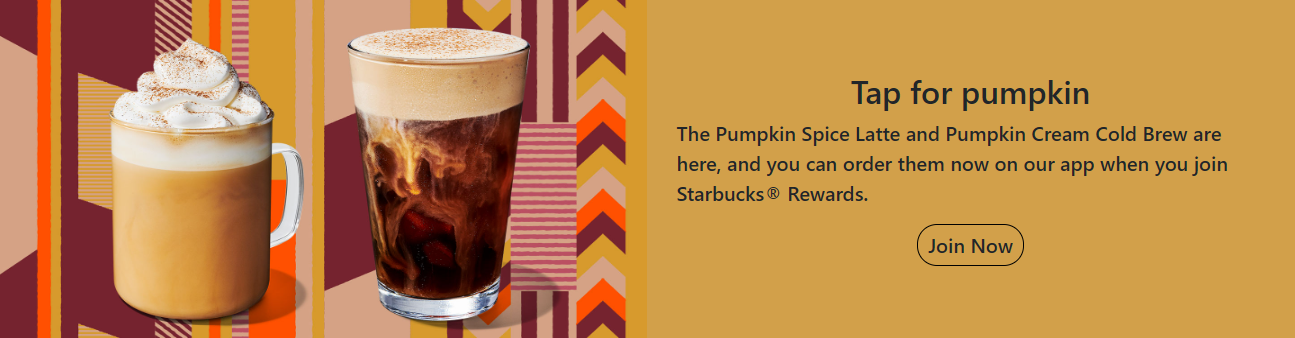 Tap for pumpkin
The Pumpkin Spice Latte and Pumpkin Cream Cold Brew are
here, and you can order them now on our app when you join
Starbucks® Rewards.
Join Now